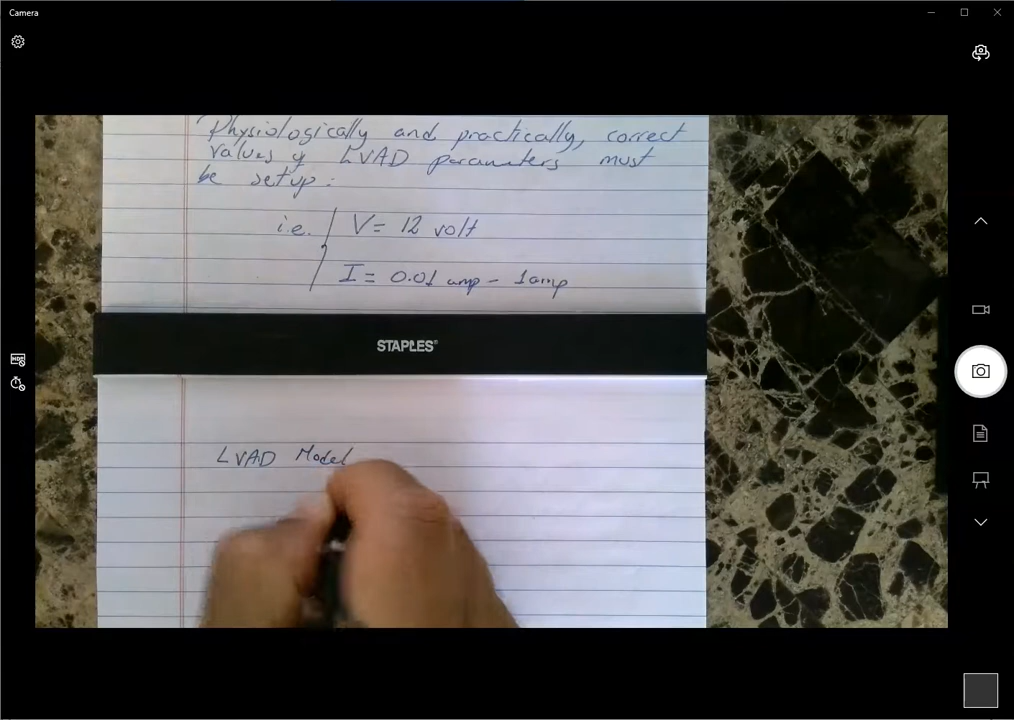 Camera
Physiologically and practically, correct
values of LVAD parameters must
be setup:
i.e. V = 12 volt
I = 0.01 amp - 1amp
STAPLES®
LVAD Model